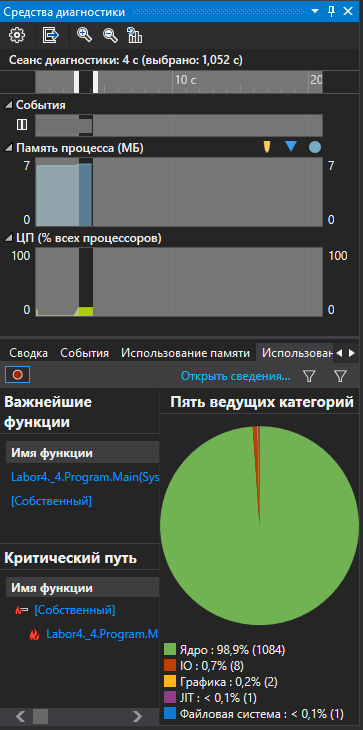 Средства диагностики
Сеанс диагностики: 4 с (выбрано: 1,052 с)
10 с
20
События
Память процесса (МБ)
7
7
0
0
ЦП (% всех процессоров)
100
100
0
0
Сводка События Использование памяти Использован
Открыть сведения...
Важнейшие функции
Имя функции
Labor4._4.Program.Main(Sys
[Собственный]
Критический путь
Имя функции
[Собственный]
Labor4._4.Program.M
Пять ведущих категорий
Ядро : 98,9% (1084)
IO : 0,7% (8)
Графика : 0,2% (2)
JIT : < 0,1% (1)
Файловая система : < 0,1% (1)